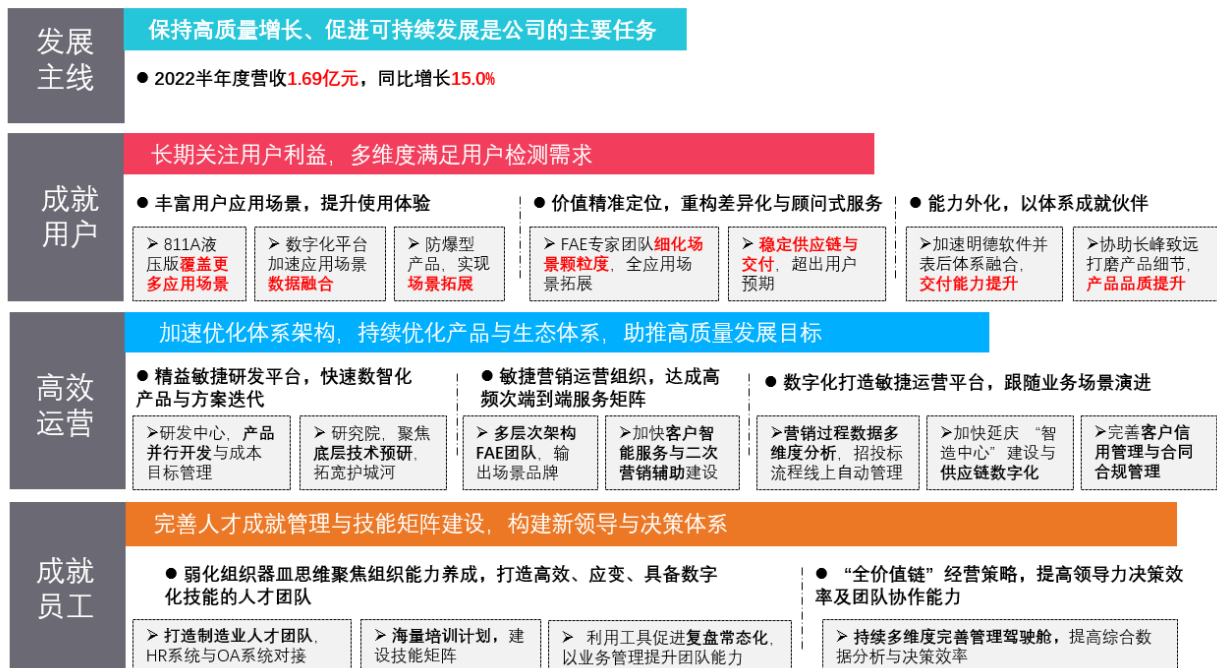 发展
主线
保持高质量增长、促进可持续发展是公司的主要任务
● 2022半年度营收1.69亿元，同比增长15.0%
成就
用户
长期关注用户利益，多维度满足用户检测需求
● 丰富用户应用场景，提升使用体验
➢ 811A液
压版覆盖更
多应用场景
➢ 数字化平台
加速应用场景
数据融合
➢ 防爆型
产品，实现
场景拓展
● 价值精准定位，重构差异化与顾问式服务
➢ FAE专家团队细化场
景颗粒度，全应用场
景拓展
➢ 稳定供应链与
交付，超出用户
预期
● 能力外化，以体系成就伙伴
➢加速明德软件并
表后体系融合，
交付能力提升
➢协助长峰致远
打磨产品细节，
产品品质提升
高效
运营
加速优化体系架构，持续优化产品与生态体系，助推高质量发展目标
● 精益敏捷研发平台，快速数智化
产品与方案迭代
➢研发中心，产品
并行开发与成本
目标管理
➢ 研究院，聚焦
底层技术预研，
拓宽护城河
● 敏捷营销运营组织，达成高
频次端到端服务矩阵
➢ 多层次架构
FAE团队，输
出场景品牌
➢加快客户智
能服务与二次
营销辅助建设
● 数字化打造敏捷运营平台，跟随业务场景演进
➢营销过程数据多
维度分析，招投标
流程线上自动管理
➢加快延庆“智
造中心”建设与
供应链数字化
➢完善客户信
用管理与合同
合规管理
成就
员工
完善人才成就管理与技能矩阵建设，构建新领导与决策体系
● 弱化组织器皿思维聚焦组织能力养成，打造高效、应变、具备数字
化技能的人才团队
➢ 打造制造业人才团队，
HR系统与OA系统对接
➢ 海量培训计划，建
设技能矩阵
➢ 利用工具促进复盘常态化，
以业务管理提升团队能力
● “全价值链”经营策略，提高领导力决策效
率及团队协作能力
➢ 持续多维度完善管理驾驶舱，提高综合数
据分析与决策效率